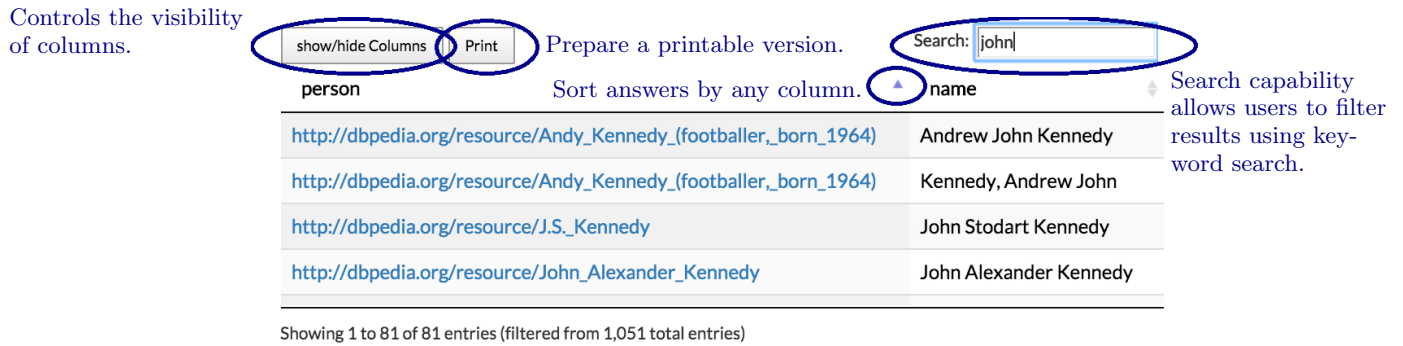 Controls the visibility
of columns.
show/hide Columns
Print
Prepare a printable version.
Search: john
person
Sort answers by any column.
name
Search capability
allows users to filter
results using key-
word search.
http://dbpedia.org/resource/Andy_Kennedy_(footballer,_born_1964) Andrew John Kennedy
http://dbpedia.org/resource/Andy_Kennedy_(footballer,_born_1964) Kennedy, Andrew John
http://dbpedia.org/resource/J.S._Kennedy John Stodart Kennedy
http://dbpedia.org/resource/John_Alexander_Kennedy John Alexander Kennedy
Showing 1 to 81 of 81 entries (filtered from 1,051 total entries)